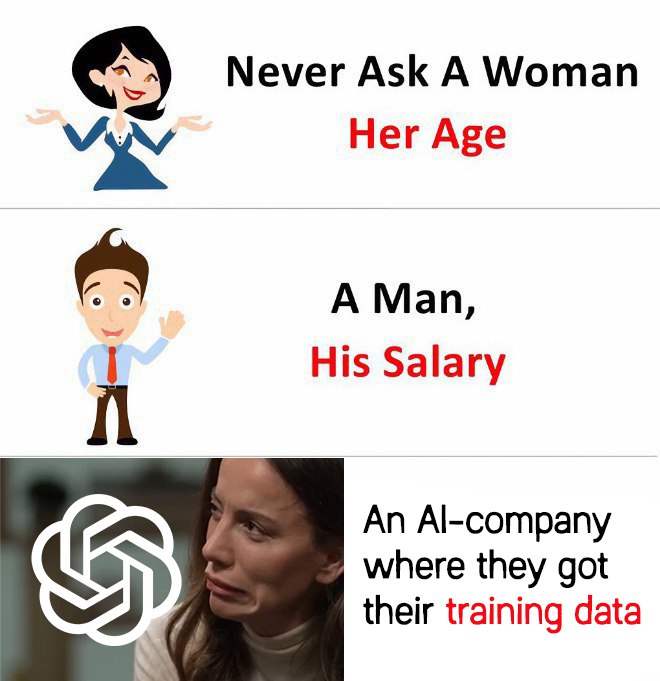 Never Ask A Woman
Her Age
A Man,
His Salary
An AI-company
where they got
their training data